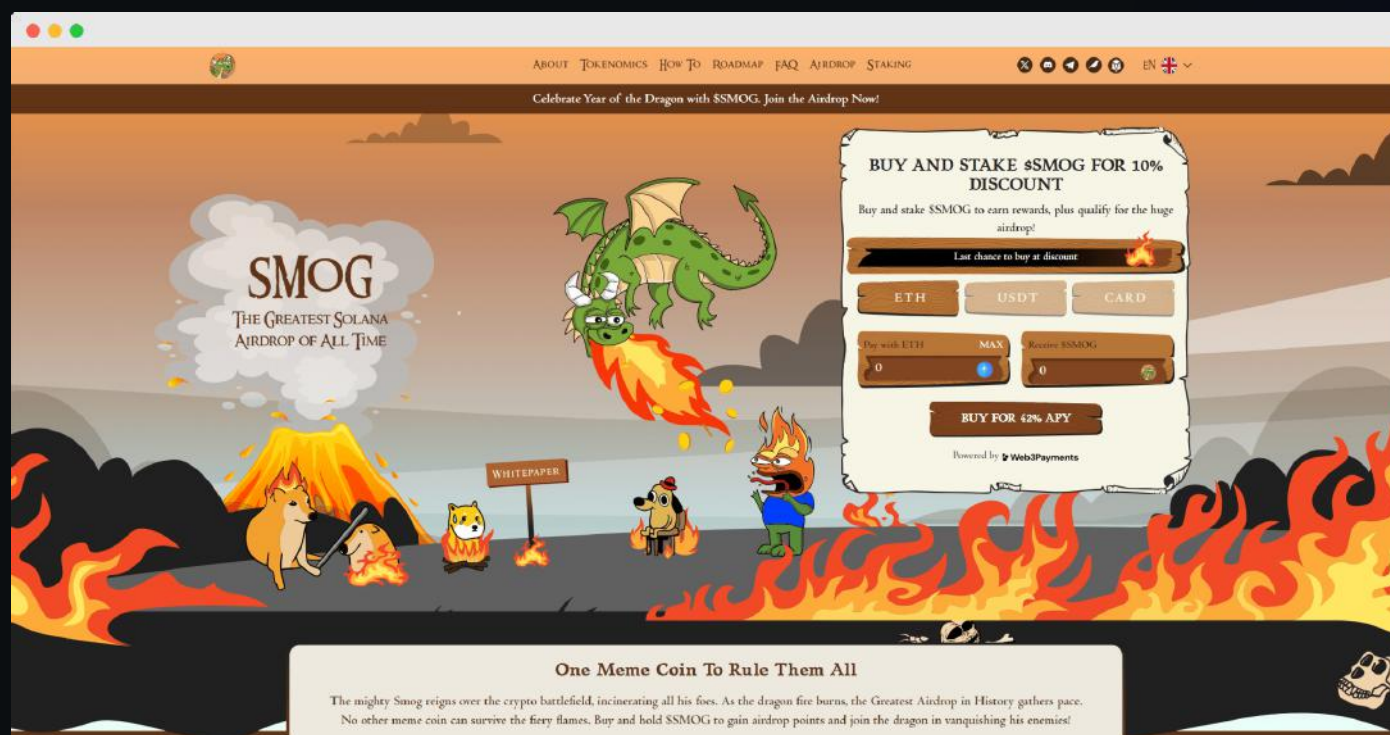 About Tokenomics How To Roadmap FAQ Airdrop Staking EN
Celebrate Year of the Dragon with $SMOG. Join the Airdrop Now!
SMOG
The Greatest Solana
Airdrop of All Time
WHITEPAPER
BUY AND STAKE $SMOG FOR 10%
DISCOUNT
Buy and stake $SMOG to earn rewards, plus qualify for the huge
airdrop!
Last chance to buy at discount
ETH USDT CARD
Pay with ETH MAX Receive $SMOG
0 0
BUY FOR 42% APY
Powered by Web3Payments
One Meme Coin To Rule Them All
The mighty Smog reigns over the crypto battlefield, incinerating all his foes. As the dragon fire burns, the Greatest Airdrop in History gathers pace.
No other meme coin can survive the fiery flames. Buy and hold $SMOG to gain airdrop points and join the dragon in vanquishing his enemies!